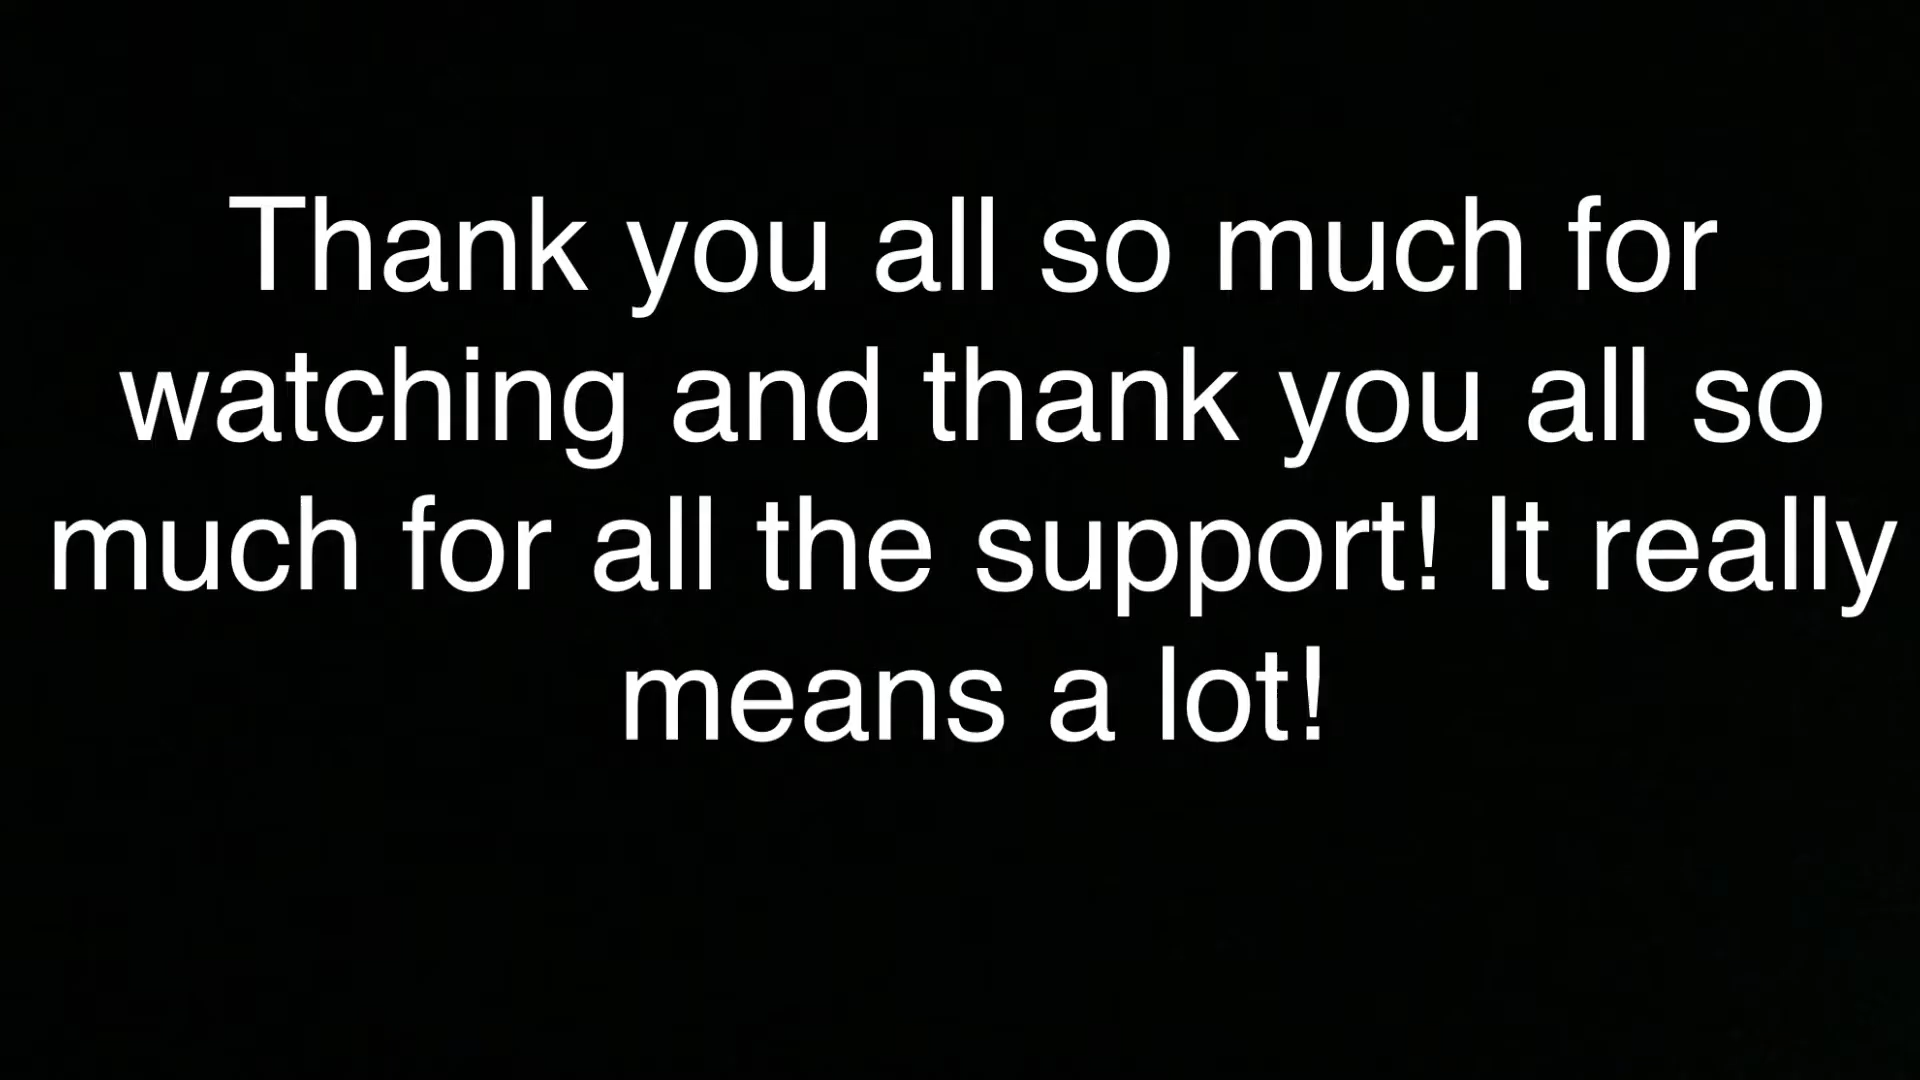 Thank you all so much for
watching and thank you all so
much for all the support! It really
means a lot!